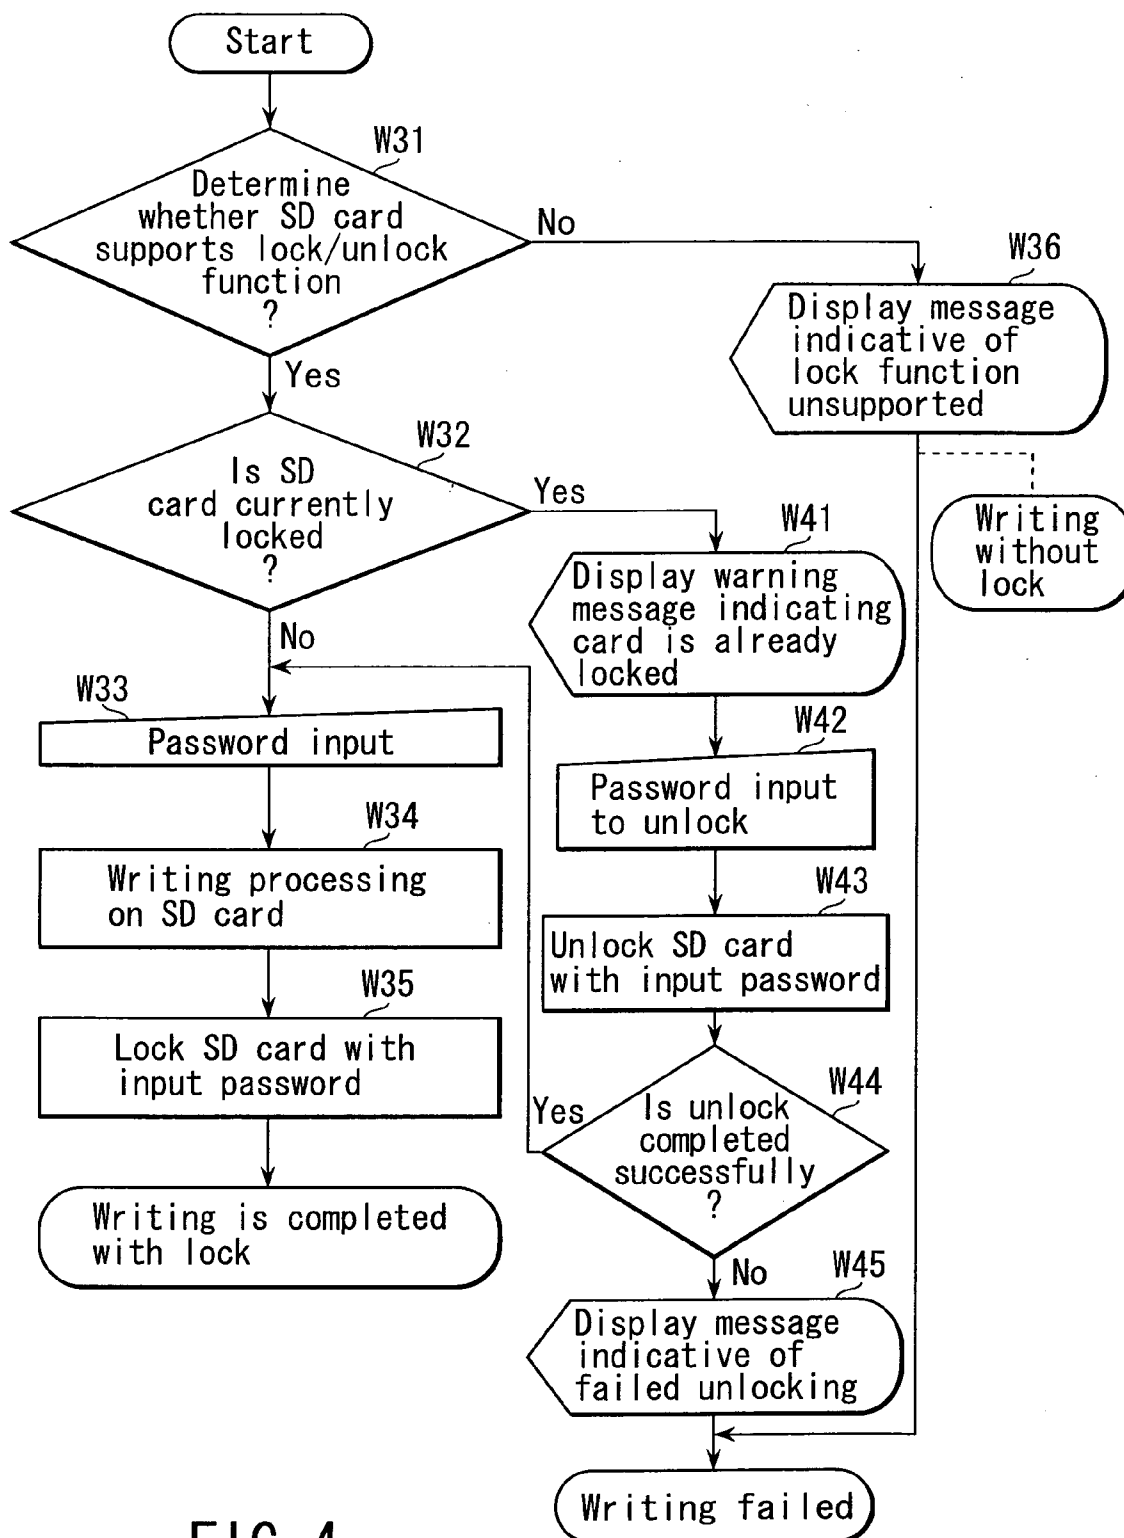 Start
W31
Determine
whether SD card
supports lock/unlock
function
?
No
Yes
W36
Display message
indicative of
lock function
unsupported
Writing
without
lock
W32
Is SD
card currently
locked
?
Yes
No
W41
Display warning
message indicating
card is already
locked
W33
Password input
W42
Password input
to unlock
W34
Writing processing
on SD card
W43
Unlock SD card
with input password
W35
Lock SD card with
input password
W44
Is unlock
completed
successfully
?
Yes
No
Writing is completed
with lock
W45
Display message
indicative of
failed unlocking
Writing failed
FIG. 4